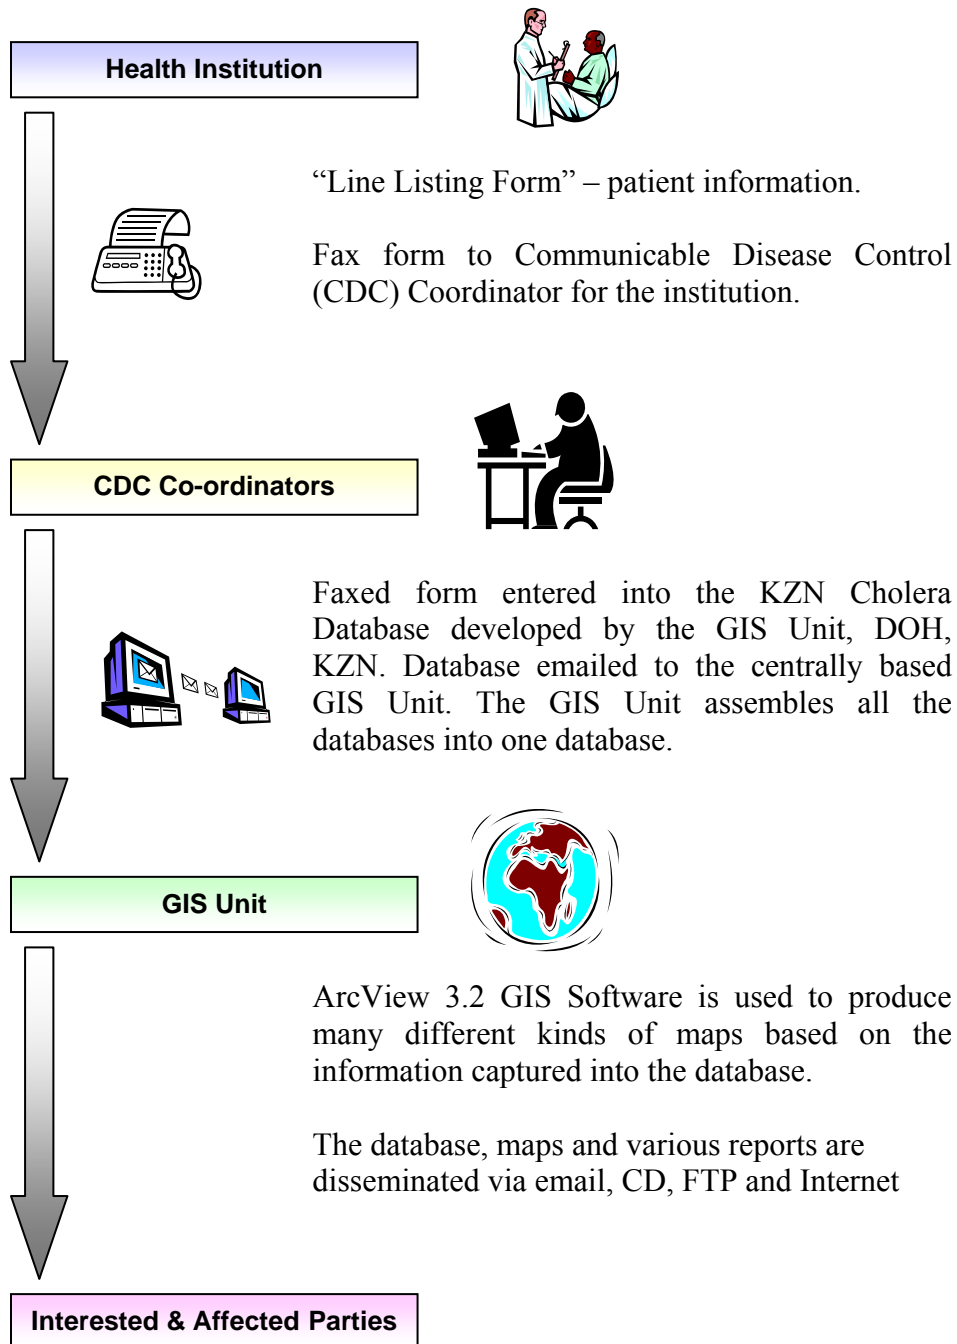 Health Institution
“Line Listing Form” – patient information.
Fax form to Communicable Disease Control
(CDC) Coordinator for the institution.
CDC Co-ordinators
Faxed form entered into the KZN Cholera
Database developed by the GIS Unit, DOH,
KZN. Database emailed to the centrally based
GIS Unit. The GIS Unit assembles all the
databases into one database.
GIS Unit
ArcView 3.2 GIS Software is used to produce
many different kinds of maps based on the
information captured into the database.
The database, maps and various reports are
disseminated via email, CD, FTP and Internet
Interested & Affected Parties